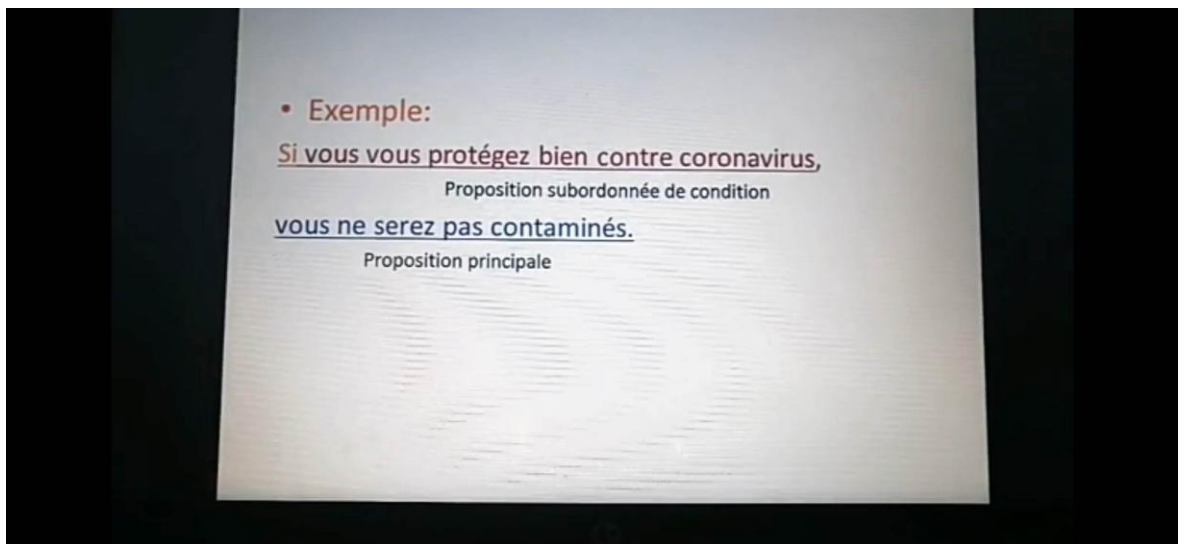 • Exemple:
Si vous vous protégez bien contre coronavirus,
Proposition subordonnée de condition
vous ne serez pas contaminés.
Proposition principale